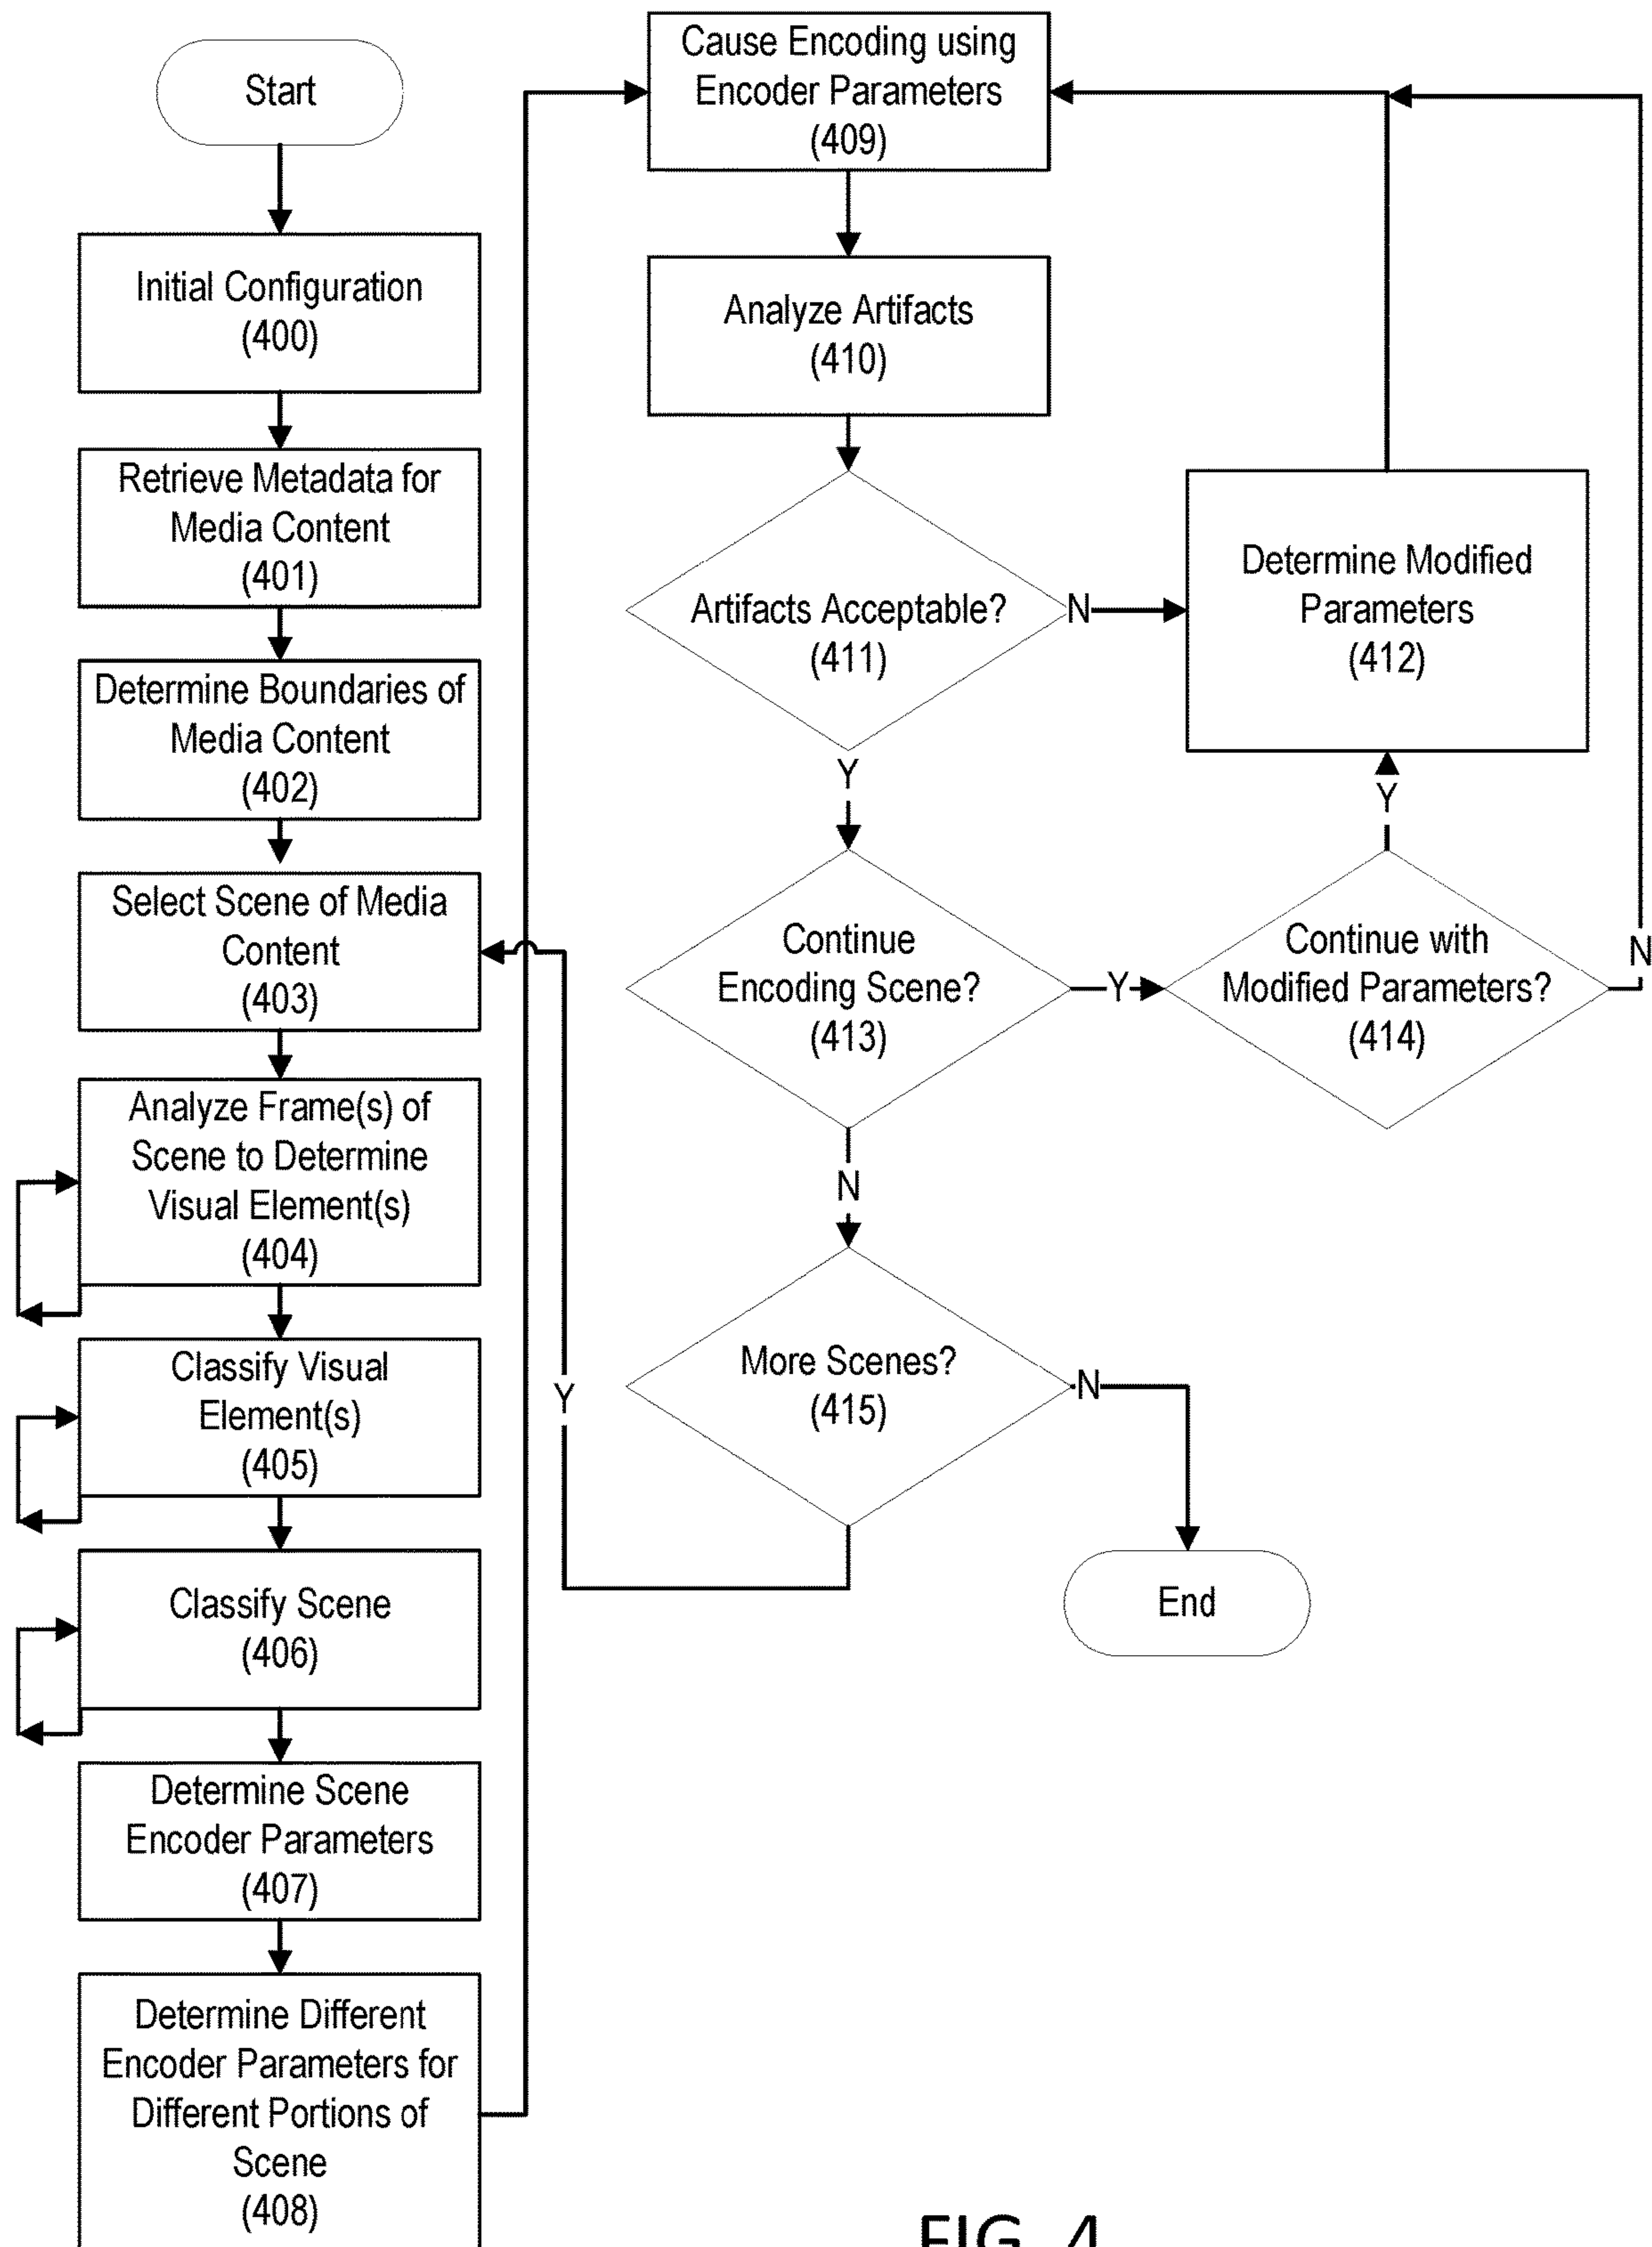 Start
Initial Configuration
(400)
Retrieve Metadata for
Media Content
(401)
Determine Boundaries of
Media Content
(402)
Select Scene of Media
Content
(403)
Analyze Frame(s) of
Scene to Determine
Visual Element(s)
(404)
Classify Visual
Element(s)
(405)
Classify Scene
(406)
Determine Scene
Encoder Parameters
(407)
Determine Different
Encoder Parameters for
Different Portions of
Scene
(408)
Cause Encoding using
Encoder Parameters
(409)
Analyze Artifacts
(410)
Artifacts Acceptable?
(411)
N
Determine Modified
Parameters
(412)
Y
Y
Continue
Encoding Scene?
(413)
Y
Continue with
Modified Parameters?
(414)
N
N
More Scenes?
(415)
N
Y
End
FIG. 4